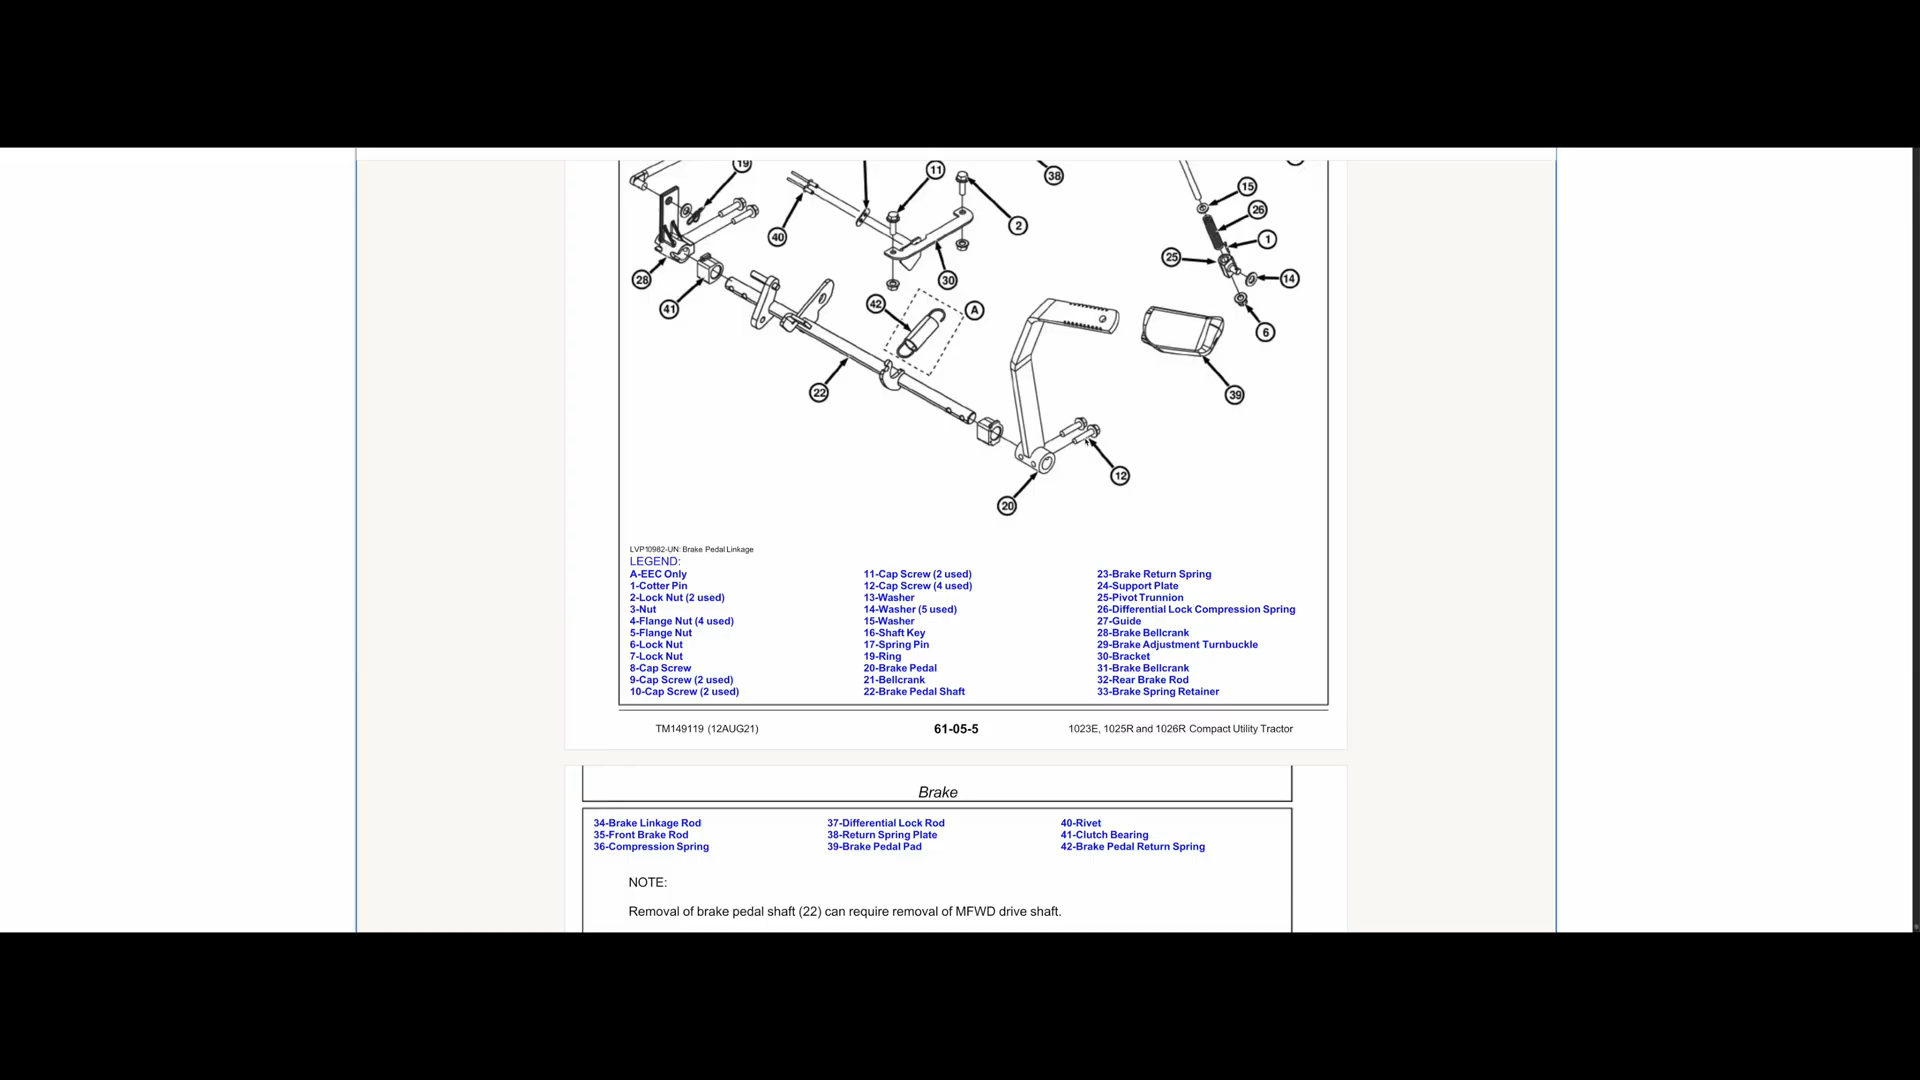 19
11
38
2
40
15
26
1
25
14
28
30
41
42
A
6
22
39
12
20
LVP10982-UN: Brake Pedal Linkage
LEGEND:
A-EEC Only
1-Cotter Pin
2-Lock Nut (2 used)
3-Nut
4-Flange Nut (4 used)
5-Flange Nut
6-Lock Nut
7-Lock Nut
8-Cap Screw
9-Cap Screw (2 used)
10-Cap Screw (2 used)
11-Cap Screw (2 used)
12-Cap Screw (4 used)
13-Washer
14-Washer (5 used)
15-Washer
16-Shaft Key
17-Spring Pin
19-Ring
20-Brake Pedal
21-Bellcrank
22-Brake Pedal Shaft
23-Brake Return Spring
24-Support Plate
25-Pivot Trunnion
26-Differential Lock Compression Spring
27-Guide
28-Brake Bellcrank
29-Brake Adjustment Turnbuckle
30-Bracket
31-Brake Bellcrank
32-Rear Brake Rod
33-Brake Spring Retainer
TM149119 (12AUG21)
61-05-5
1023E, 1025R and 1026R Compact Utility Tractor
Brake
34-Brake Linkage Rod
35-Front Brake Rod
36-Compression Spring
37-Differential Lock Rod
38-Return Spring Plate
39-Brake Pedal Pad
40-Rivet
41-Clutch Bearing
42-Brake Pedal Return Spring
NOTE:
Removal of brake pedal shaft (22) can require removal of MFWD drive shaft.